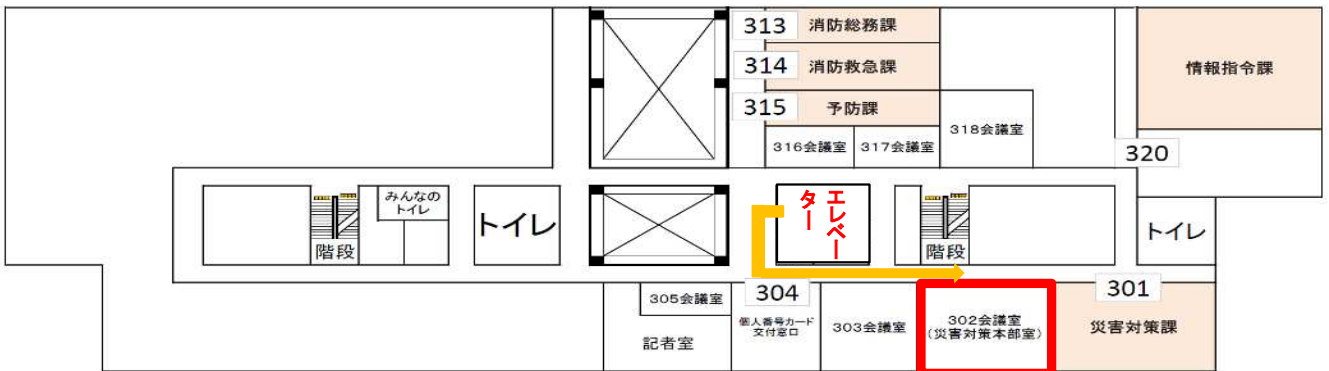 313 消防総務課
314 消防救急課
315 予防課
316会議室
317会議室
318会議室
情報指令課
320
みんなの
トイレ
階段
トイレ
エレベー
ター
階段
トイレ
305会議室
記者室
304
個人番号カード
交付窓口
303会議室
302会議室
(災害対策本部室)
301
災害対策課